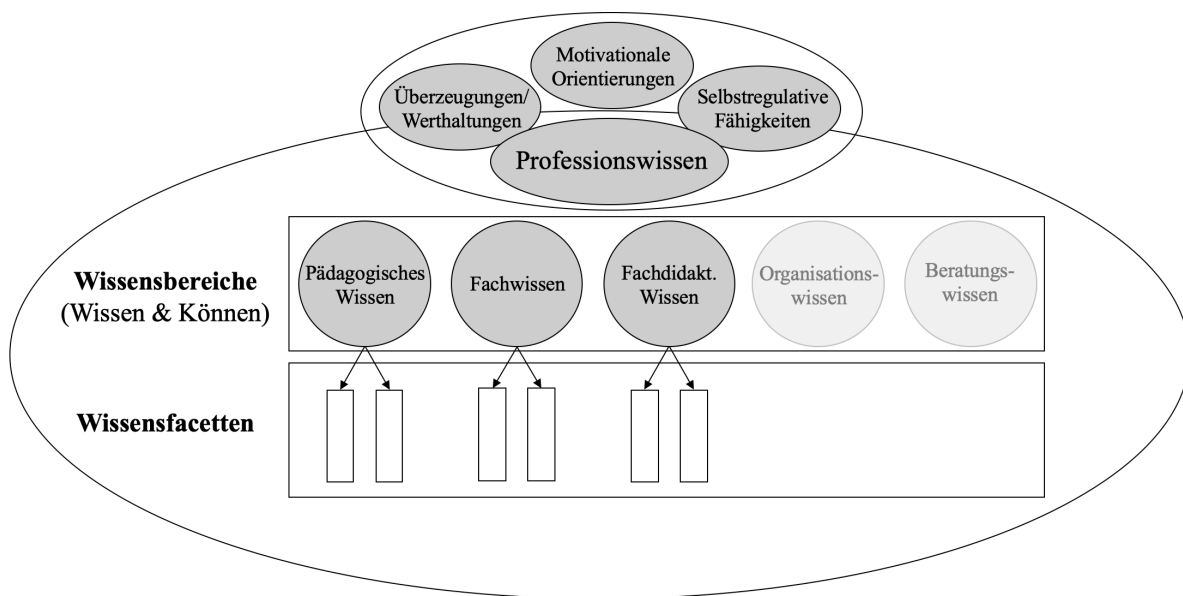 Motivationale
Orientierungen
Überzeugungen/
Werthaltungen
Selbstregulative
Fähigkeiten
Professionswissen
Wissensbereiche
(Wissen & Können)
Pädagogisches
Wissen
Fachwissen
Fachdidakt.
Wissen
Organisations-
wissen
Beratungs-
wissen
Wissensfacetten